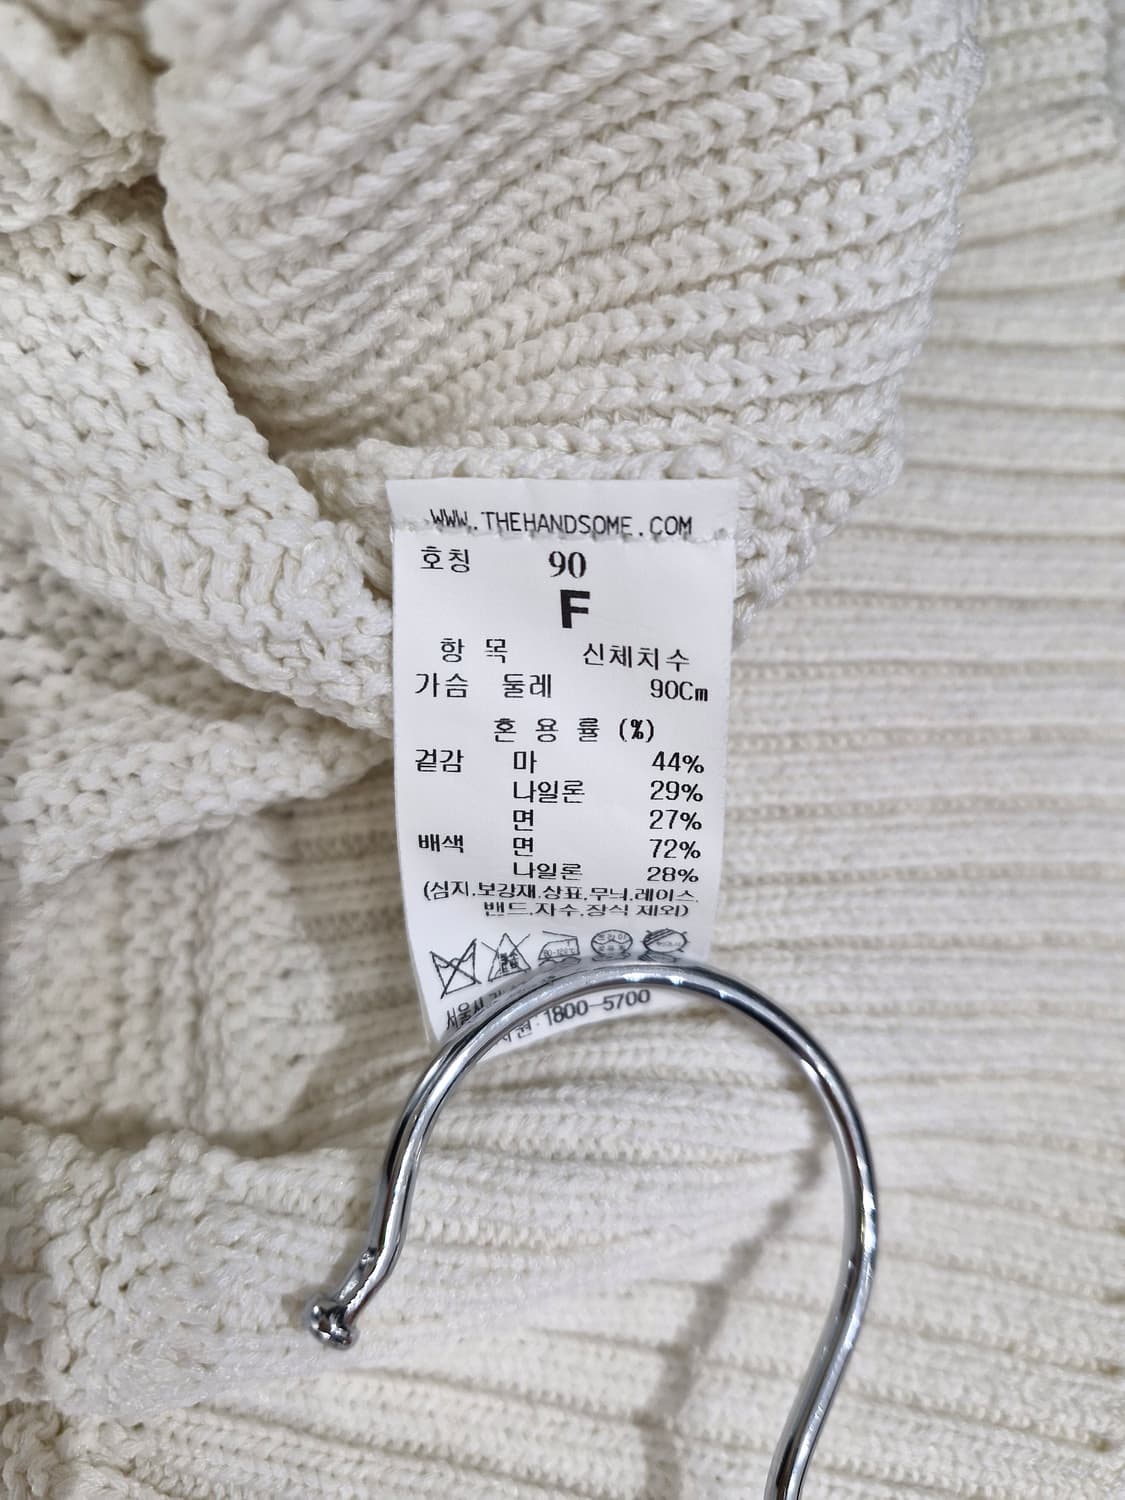 WWW.THEHANDSOME.COM
호칭 90
F
항 목 신체치수
가슴 둘레 90Cm
혼 용 률 (%)
겉감 마 44%
나일론 29%
면 27%
배색 면 72%
나일론 28%
(심지,보강재,상표,무늬,레이스,
밴드,자수,장식 제외)
서울시
1800-5700